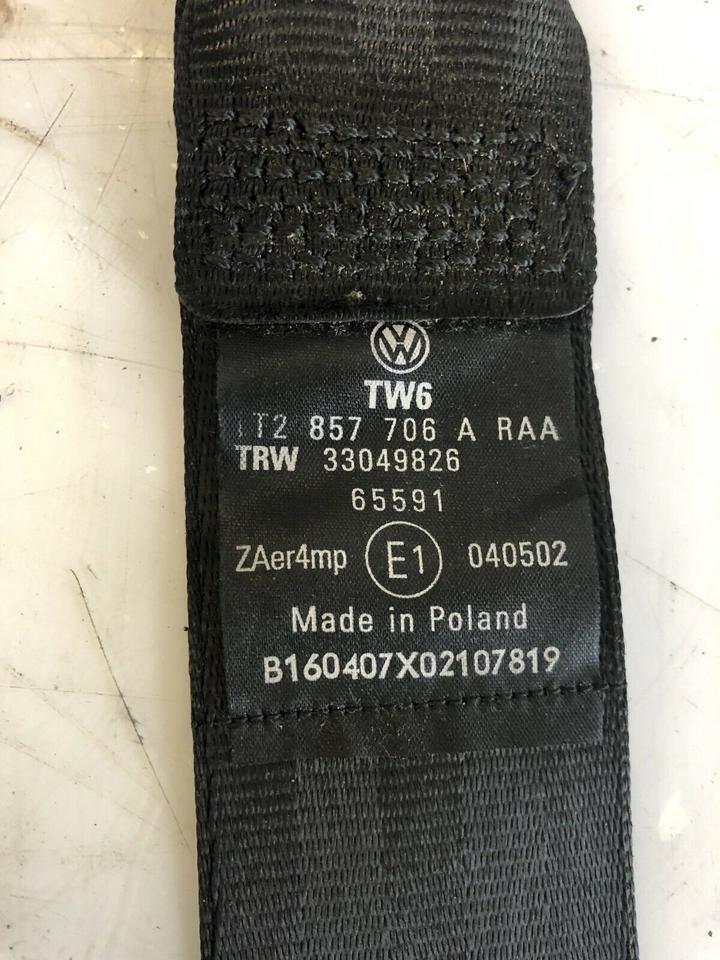 TW6
1T2 857 706 A RAA
TRW 33049826
65591
ZAer4mp E1 040502
Made in Poland
B160407X02107819